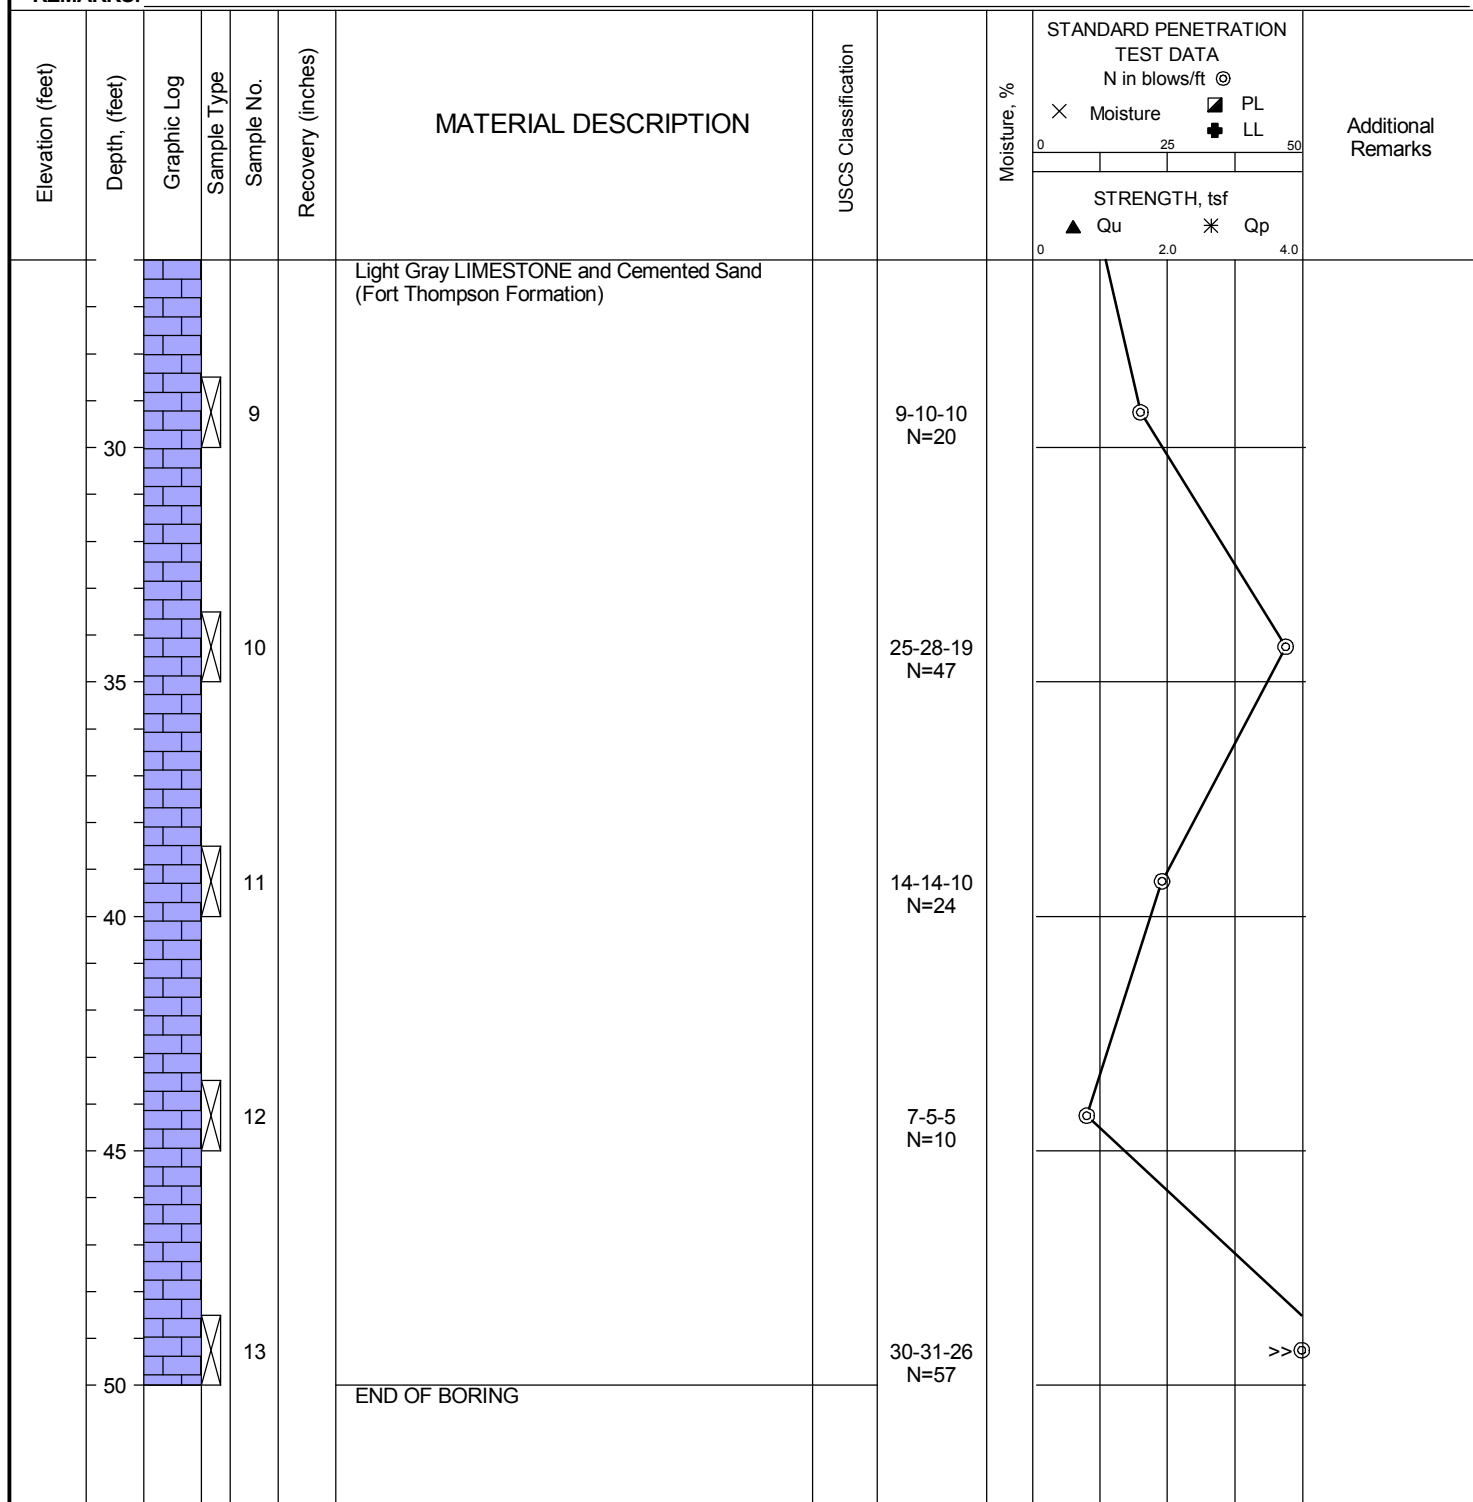 Elevation (feet)
Depth, (feet)
Graphic Log
Sample Type
Sample No.
Recovery (inches)
MATERIAL DESCRIPTION
USCS Classification
Moisture, %
STANDARD PENETRATION
TEST DATA
N in blows/ft
Moisture
PL
LL
0 25 50
STRENGTH, tsf
Qu Qp
0 2.0 4.0
Additional
Remarks
Light Gray LIMESTONE and Cemented Sand
(Fort Thompson Formation)
9
9-10-10
N=20
30
10
25-28-19
N=47
35
11
14-14-10
N=24
40
12
7-5-5
N=10
45
13
30-31-26
N=57
>>
50
END OF BORING